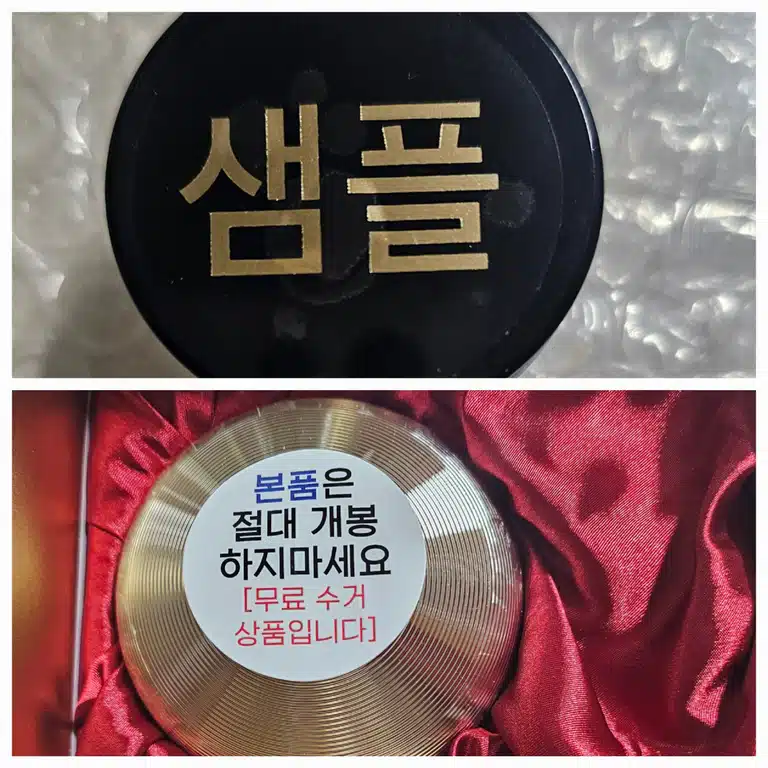 샘플
본품은
절대 개봉
하지마세요
[무료 수거
상품입니다]